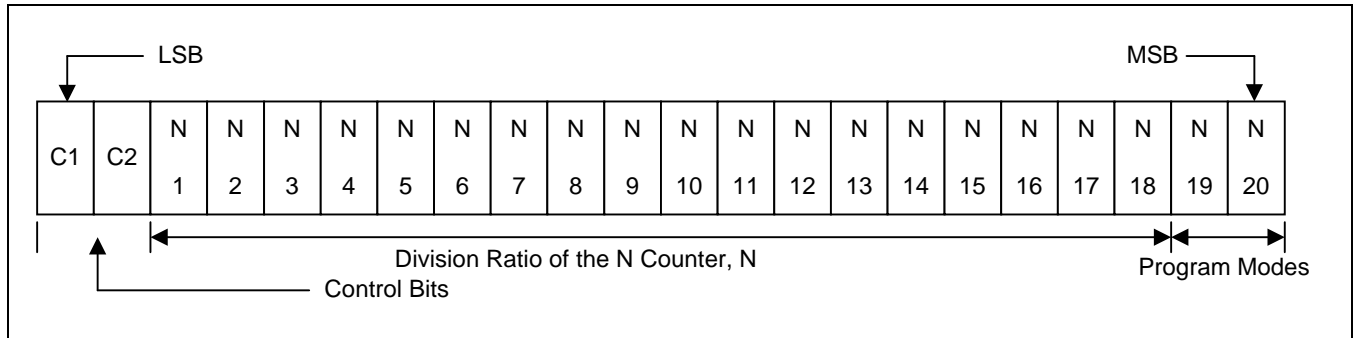 LSB MSB
C1 C2 N N N N N N N N N N N N N N N N N N N N
1 2 3 4 5 6 7 8 9 10 11 12 13 14 15 16 17 18 19 20
Division Ratio of the N Counter, N Program Modes
Control Bits